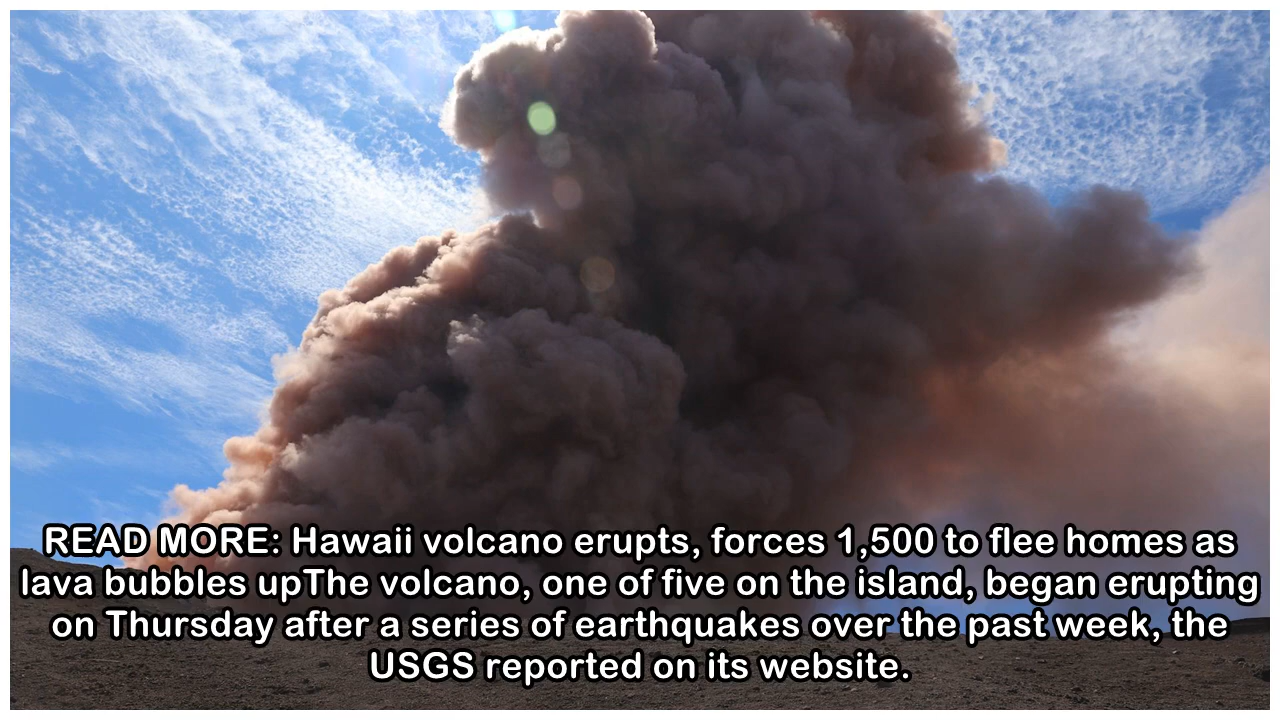 READ MORE: Hawaii volcano erupts, forces 1,500 to flee homes as
lava bubbles upThe volcano, one of five on the island, began erupting
on Thursday after a series of earthquakes over the past week, the
USGS reported on its website.